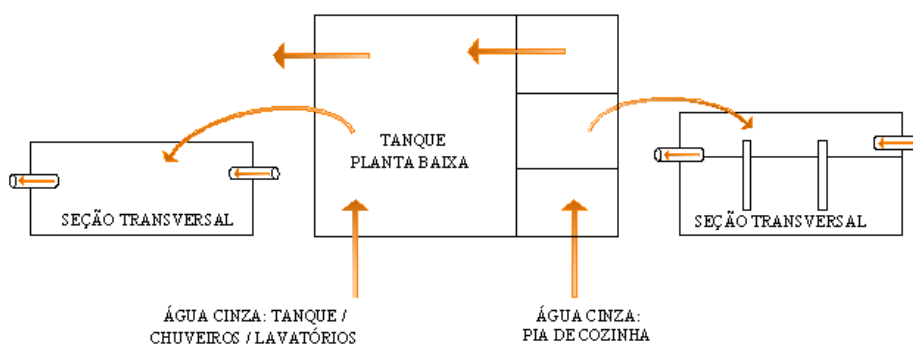 TANQUE
PLANTA BAIXA
SEÇÃO TRANSVERSAL
SEÇÃO TRANSVERSAL
ÁGUA CINZA: TANQUE /
CHUVEIROS / LAVATÓRIOS
ÁGUA CINZA:
PIA DE COZINHA